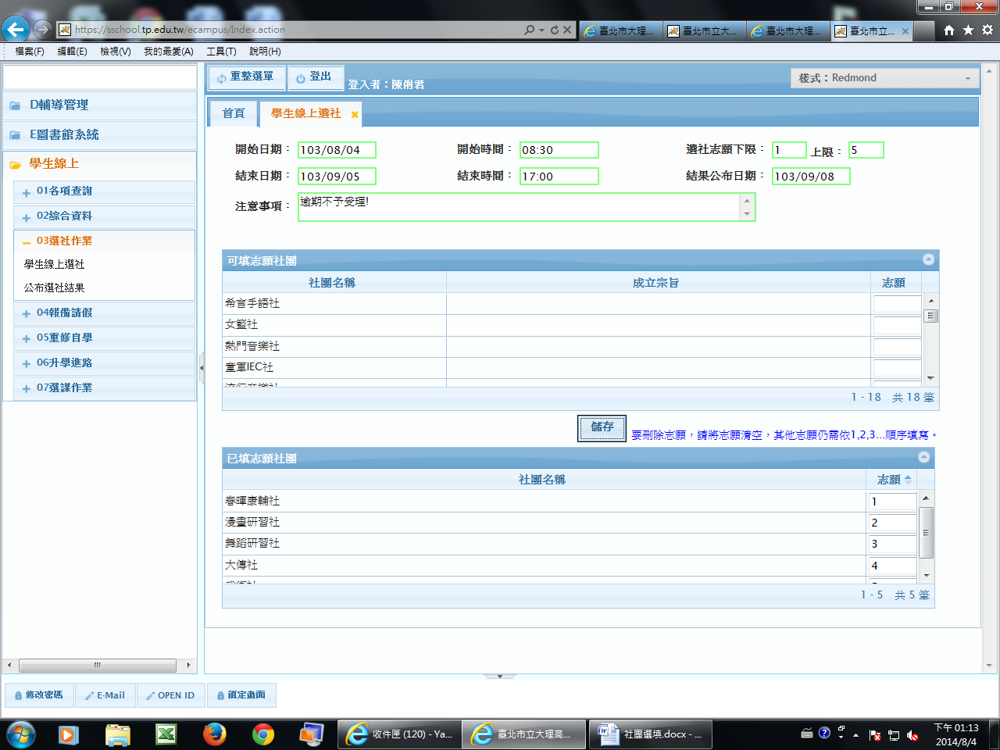 https://sschool.tp.edu.tw/ecampus/Index.action
臺北市大理...
臺北市立大...
臺北市大理...
臺北市立...
檔案(F) 編輯(E) 檢視(V) 我的最愛(A) 工具(T) 說明(H)
重整選單 登出 登入者：陳俐君
樣式：Redmond
D輔導管理
E圖書館系統
學生線上
01各項查詢
02綜合資料
03選社作業
學生線上選社
公布選社結果
04報備請假
05重修自學
06升學進路
07選課作業
首頁 學生線上選社
開始日期： 103/08/04 開始時間： 08:30 選社志願下限： 1 上限： 5
結束日期： 103/09/05 結束時間： 17:00 結果公布日期： 103/09/08
注意事項： 逾期不予受理!
可填志願社團
社團名稱 成立宗旨 志願
希音手語社
女籃社
熱門音樂社
童軍IEC社
流行音樂社
1 - 18 共 18 筆
儲存 要刪除志願，請將志願清空，其他志願仍需依1,2,3...順序填寫。
已填志願社團
社團名稱 志願
春暉康輔社 1
漫畫研習社 2
舞蹈研習社 3
大傳社 4
1 - 5 共 5 筆
修改密碼 E-Mail OPEN ID 鎖定畫面
收件匣 (120) - Ya...
臺北市立大理高...
社團選填.docx - ...
下午 01:13
2014/8/4